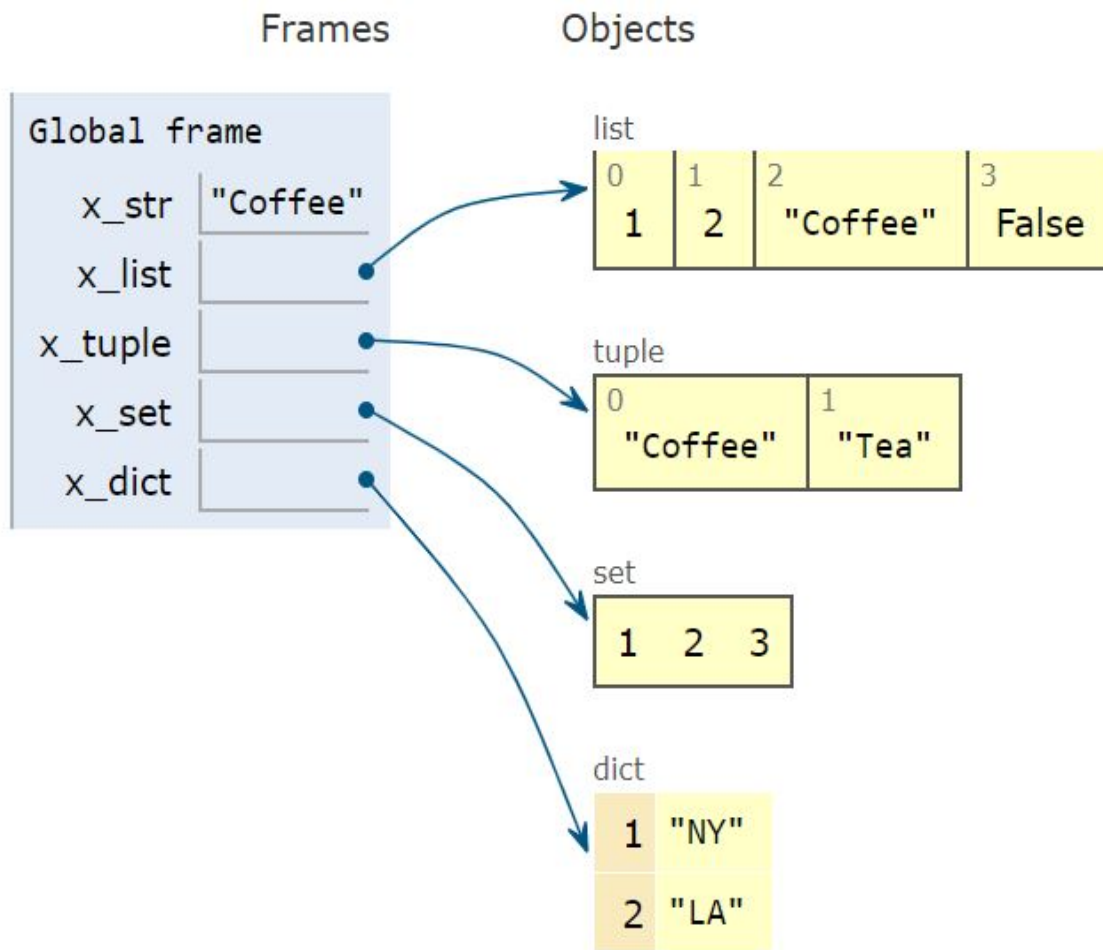 Frames Objects
Global frame
x_str "Coffee"
x_list
x_tuple
x_set
x_dict
list
0 1 2 3
1 2 "Coffee" False
tuple
0 1
"Coffee" "Tea"
set
1 2 3
dict
1 "NY"
2 "LA"